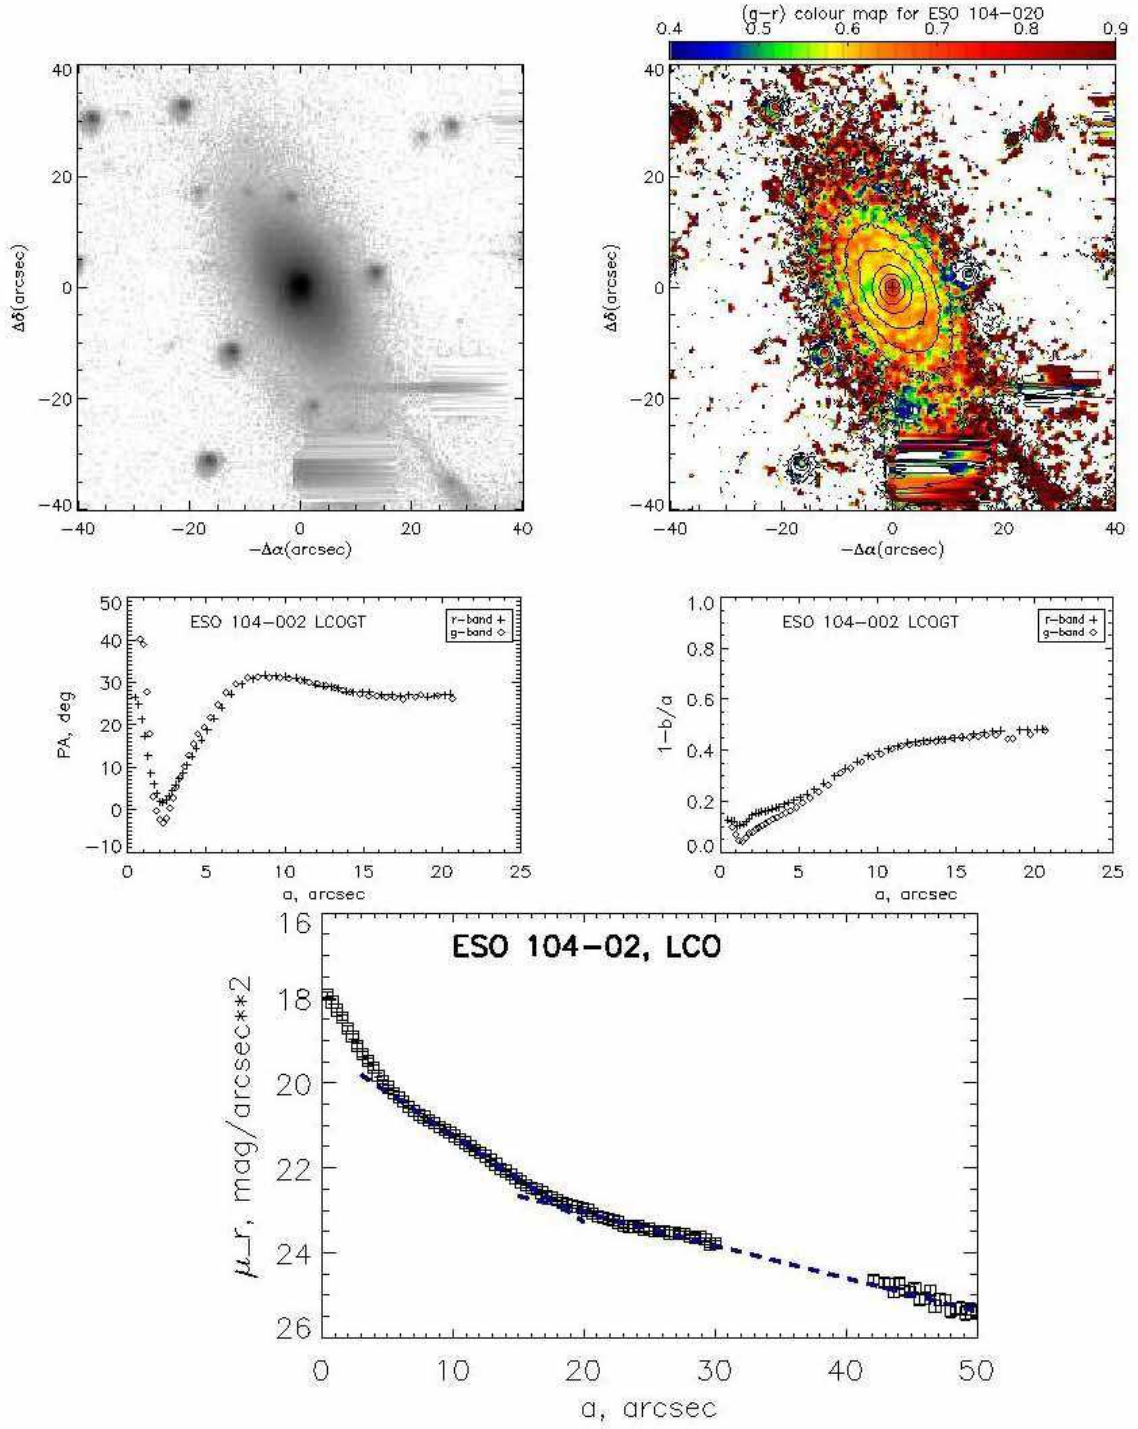 (g-r) colour map for ESO 104-020
0.4 0.5 0.6 0.7 0.8 0.9
40
20
0
-20
-40
Δδ(arcsec)
-40 -20 0 20 40
-Δα(arcsec)
40
20
0
-20
-40
Δδ(arcsec)
-40 -20 0 20 40
-Δα(arcsec)
ESO 104-002 LCOGT
r-band +
g-band ◇
50
40
30
20
10
0
-10
PA, deg
0 5 10 15 20 25
a, arcsec
ESO 104-002 LCOGT
r-band +
g-band ◇
1.0
0.8
0.6
0.4
0.2
0.0
1-b/a
0 5 10 15 20 25
a, arcsec
ESO 104-02, LCO
16
18
20
22
24
26
μ_r, mag/arcsec**2
0 10 20 30 40 50
a, arcsec